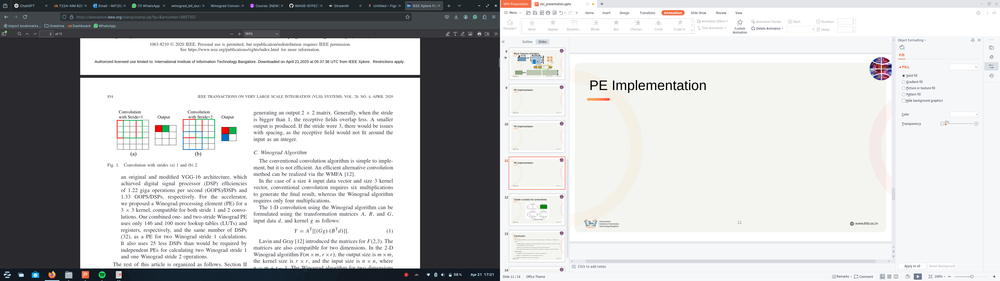 ChatGPT
T224-AIM 825
Email - IMT202
(1) WhatsApp
winograd_bit_burs
Winograd Convolu
Course: [NEW]
IMAGE-EFFECT
Streamlit
Untitled – Figm
IEEE Xplore Ful
https://ieeexplore.ieee.org/stamp/stamp.jsp?tp=&arnumber=8957307
Import bookmarks...
Onedrive
Dashboard
WhatsApp
2 of 11
160%
1063-8210 © 2020 IEEE. Personal use is permitted, but republication/redistribution requires IEEE permission.
See https://www.ieee.org/publications/rights/index.html for more information.
Authorized licensed use limited to: International Institute of Information Technology Bangalore. Downloaded on April 21,2025 at 05:37:36 UTC from IEEE Xplore. Restrictions apply.
854
IEEE TRANSACTIONS ON VERY LARGE SCALE INTEGRATION (VLSI) SYSTEMS, VOL. 28, NO. 4, APRIL 2020
Convolution
with Stride=1
Output
Convolution
with Stride=2
Output
(a)
(b)
Fig. 1. Convolution with strides (a) 1 and (b) 2.
an original and modified VGG-16 architecture, which
achieved digital signal processor (DSP) efficiencies
of 1.22 giga operations per second (GOPS)/DSPs and
1.33 GOPS/DSPs, respectively. For the accelerator,
we proposed a Winograd processing element (PE) for a
3 × 3 kernel, compatible for both stride 1 and 2 convo-
lutions. Our combined one- and two-stride Winograd PE
uses only 146 and 100 more lookup tables (LUTs) and
registers, respectively, and the same number of DSPs
(32), as a PE for two Winograd stride 1 calculations.
It also uses 25 less DSPs than would be required by
independent PEs for calculating two Winograd stride 1
and one Winograd stride 2 operations.
The rest of this article is organized as follows. Section II
generating an output 2 × 2 matrix. Generally, when the stride
is bigger than 1, the receptive fields overlap less. A smaller
output is produced. If the stride were 3, there would be issues
with spacing, as the receptive field would not fit around the
input as an integer.
C. Winograd Algorithm
The conventional convolution algorithm is simple to imple-
ment, but it is not efficient. An efficient alternative convolution
method can be realized via the WMFA [12].
In the case of a size 4 input data vector and size 3 kernel
vector, conventional convolution requires six multiplications
to generate the final result, whereas the Winograd algorithm
requires only four multiplications.
The 1-D convolution using the Winograd algorithm can be
formulated using the transformation matrices A, B, and G,
input data d, and kernel g as follows:
Y = Aᵀ[[(Gg)·(Bᵀd)]]. (1)
Lavin and Gray [12] introduced the matrices for F(2,3). The
matrices are also compatible for two dimensions. In the 2-D
Winograd algorithm F(m × m, r × r), the output size is m × m,
the kernel size is r × r, and the input size is n × n, where
n = m + r − 1. The Winograd algorithm for two dimensions
58 %
Apr 21 17:21
WPS Presentation
vlsi_presentation.pptx
Menu
Home
Insert
Design
Transitions
Animation
Slide Show
Review
View
Preview
None
Appear
Dynamic...
Blinds
Box
Checker...
Circle
Crawl In
Animation Effect
Text Animation
Custom
Animation
Animation Painter
Delete Animation
Start:
Duration:
Delay:
Outline
Slides
8
Block Diagram Animation
9
PE Implementation
10
PE Implementation
11
PE Implementation
12
Create a section for screenshots
13
Conclusion
14
PE Implementation
International
Institute of Information
Technology Bangalore
11
www.iiitb.ac.in
Click to add notes
Object Formatting
Fill
FILL
Solid fill
Gradient fill
Picture or texture fill
Pattern fill
Hide background graphics
Color
Transparency
0%
Apply to all
Reset Background
Slide 11 / 14
Office Theme
Remarks
Comment
100%